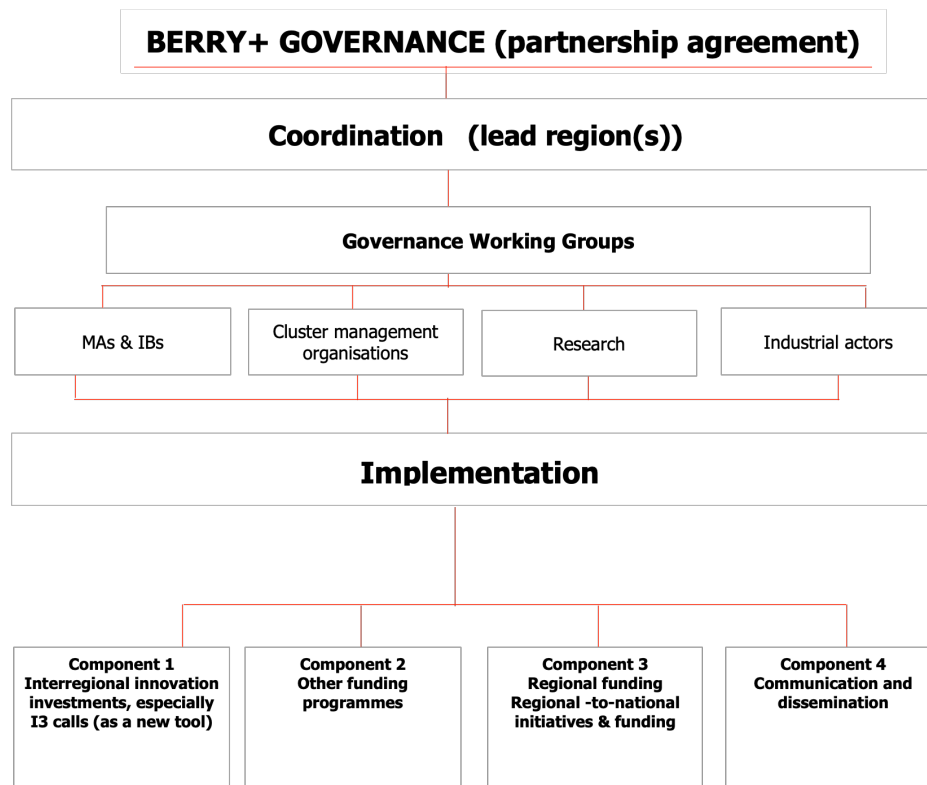 BERRY+ GOVERNANCE (partnership agreement)
Coordination (lead region(s))
Governance Working Groups
MAs & IBs
Cluster management
organisations
Research
Industrial actors
Implementation
Component 1
Interregional innovation
investments, especially
I3 calls (as a new tool)
Component 2
Other funding
programmes
Component 3
Regional funding
Regional -to-national
initiatives & funding
Component 4
Communication and
dissemination